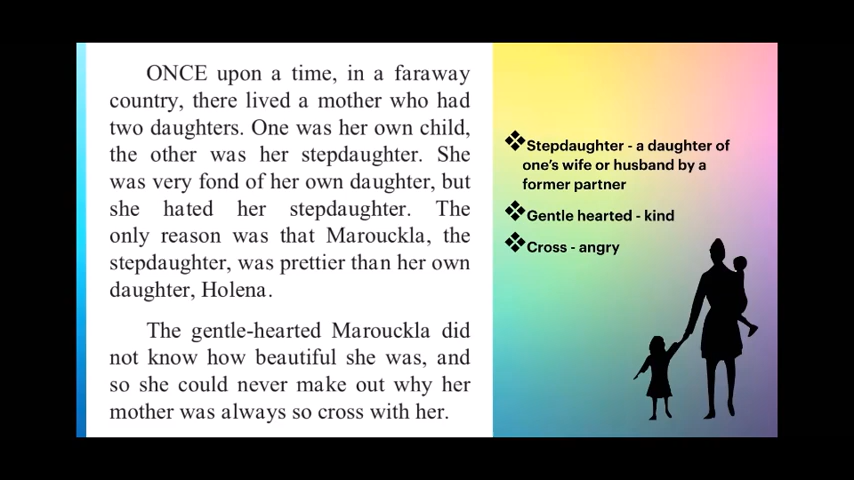 ONCE upon a time, in a faraway
country, there lived a mother who had
two daughters. One was her own child,
the other was her stepdaughter. She
was very fond of her own daughter, but
she hated her stepdaughter. The
only reason was that Marouckla, the
stepdaughter, was prettier than her own
daughter, Holena.
The gentle-hearted Marouckla did
not know how beautiful she was, and
so she could never make out why her
mother was always so cross with her.
❖Stepdaughter - a daughter of
one's wife or husband by a
former partner
❖Gentle hearted - kind
❖Cross - angry